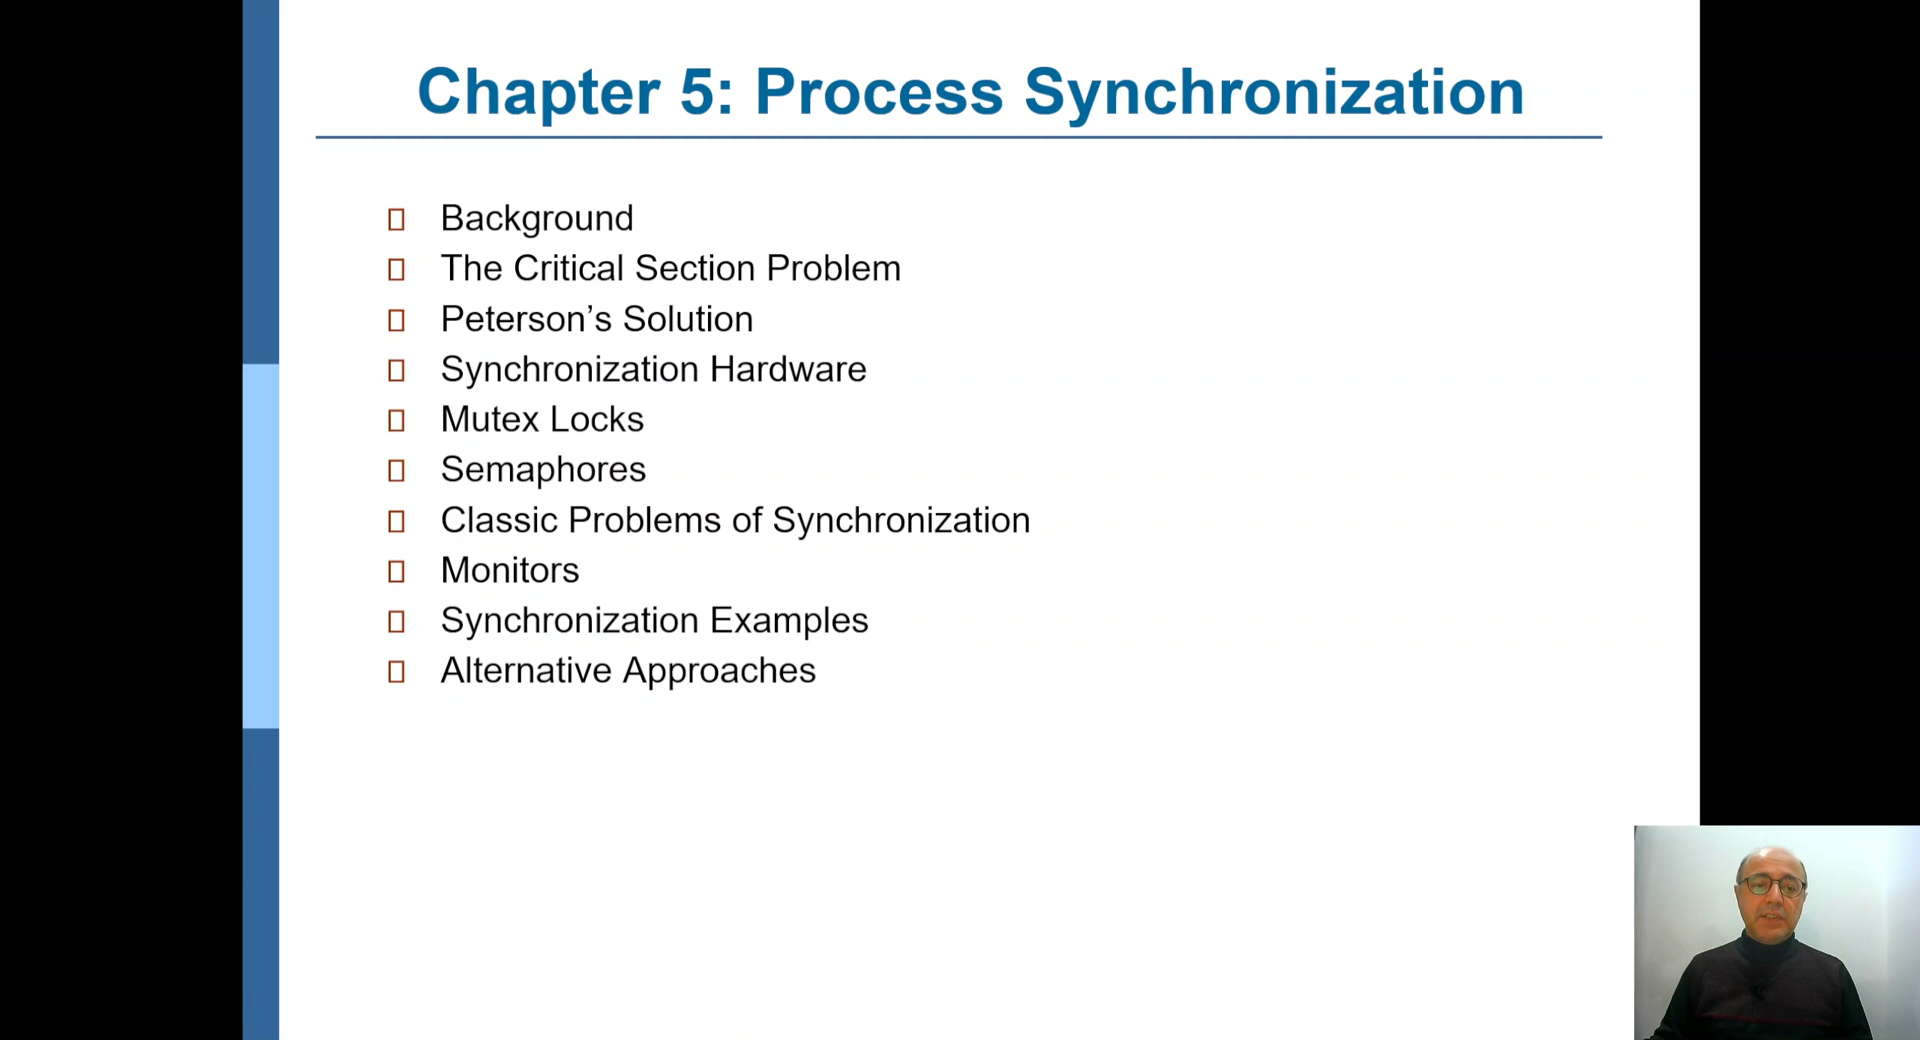 Chapter 5: Process Synchronization
Background
The Critical Section Problem
Peterson’s Solution
Synchronization Hardware
Mutex Locks
Semaphores
Classic Problems of Synchronization
Monitors
Synchronization Examples
Alternative Approaches